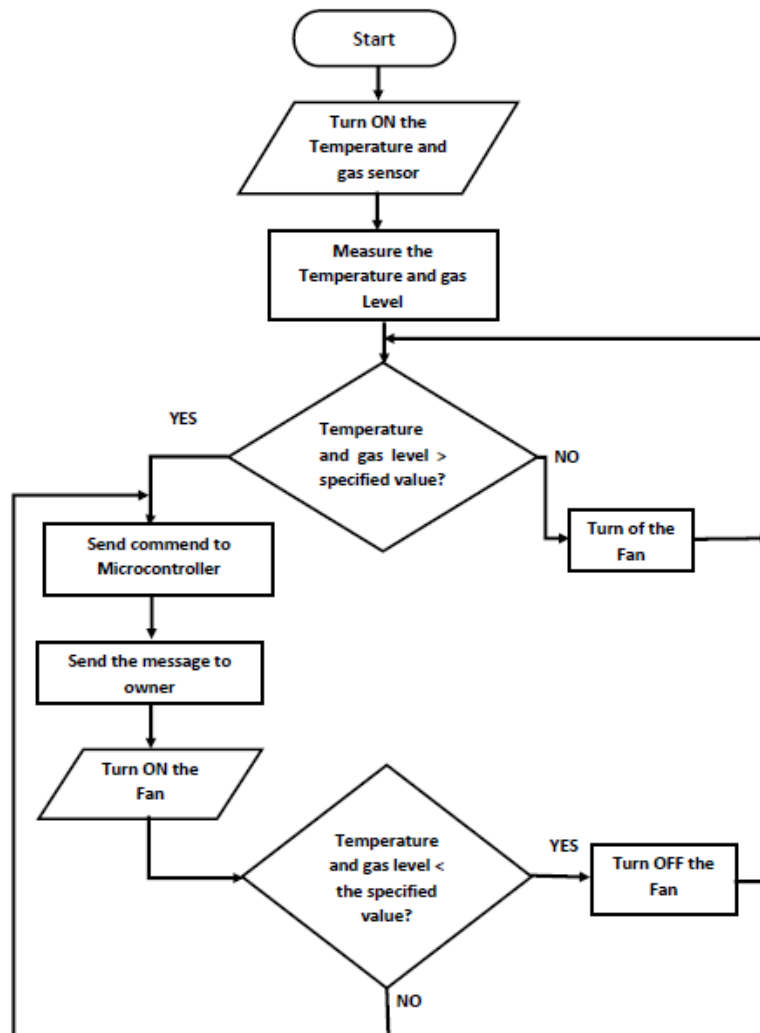 Start
Turn ON the
Temperature and
gas sensor
Measure the
Temperature and gas
Level
YES
Temperature
and gas level >
specified value?
NO
Turn of the
Fan
Send commend to
Microcontroller
Send the message to
owner
Turn ON the
Fan
Temperature
and gas level <
the specified
value?
YES
Turn OFF the
Fan
NO